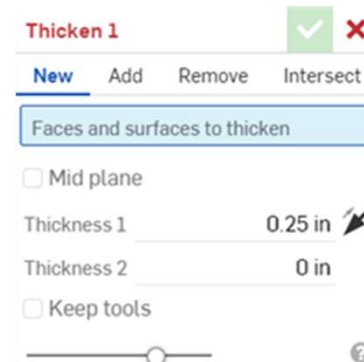 Thicken 1
New Add Remove Intersect
Faces and surfaces to thicken
Mid plane
Thickness 1 0.25 in
Thickness 2 0 in
Keep tools
?